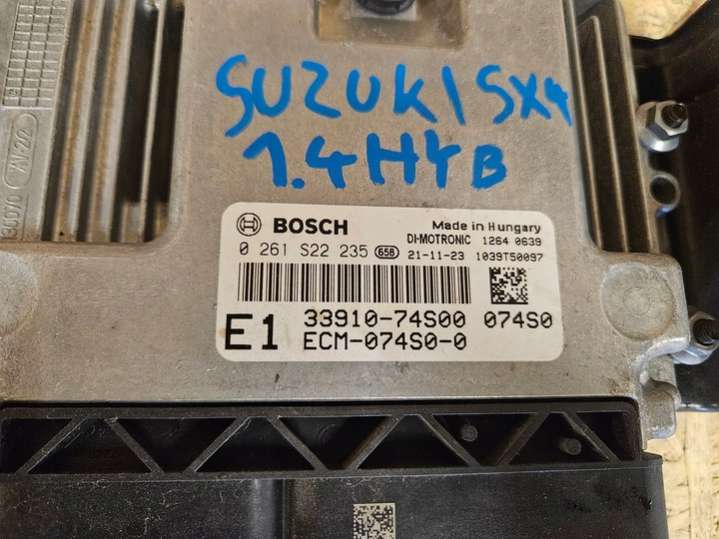 SUZUKI SX4
1.4 HYB
BOSCH
Made in Hungary
DI-MOTRONIC 1264 0639
0 261 S22 235 65B 21-11-23 1039T50097
E1 33910-74S00 074S0
ECM-074S0-0